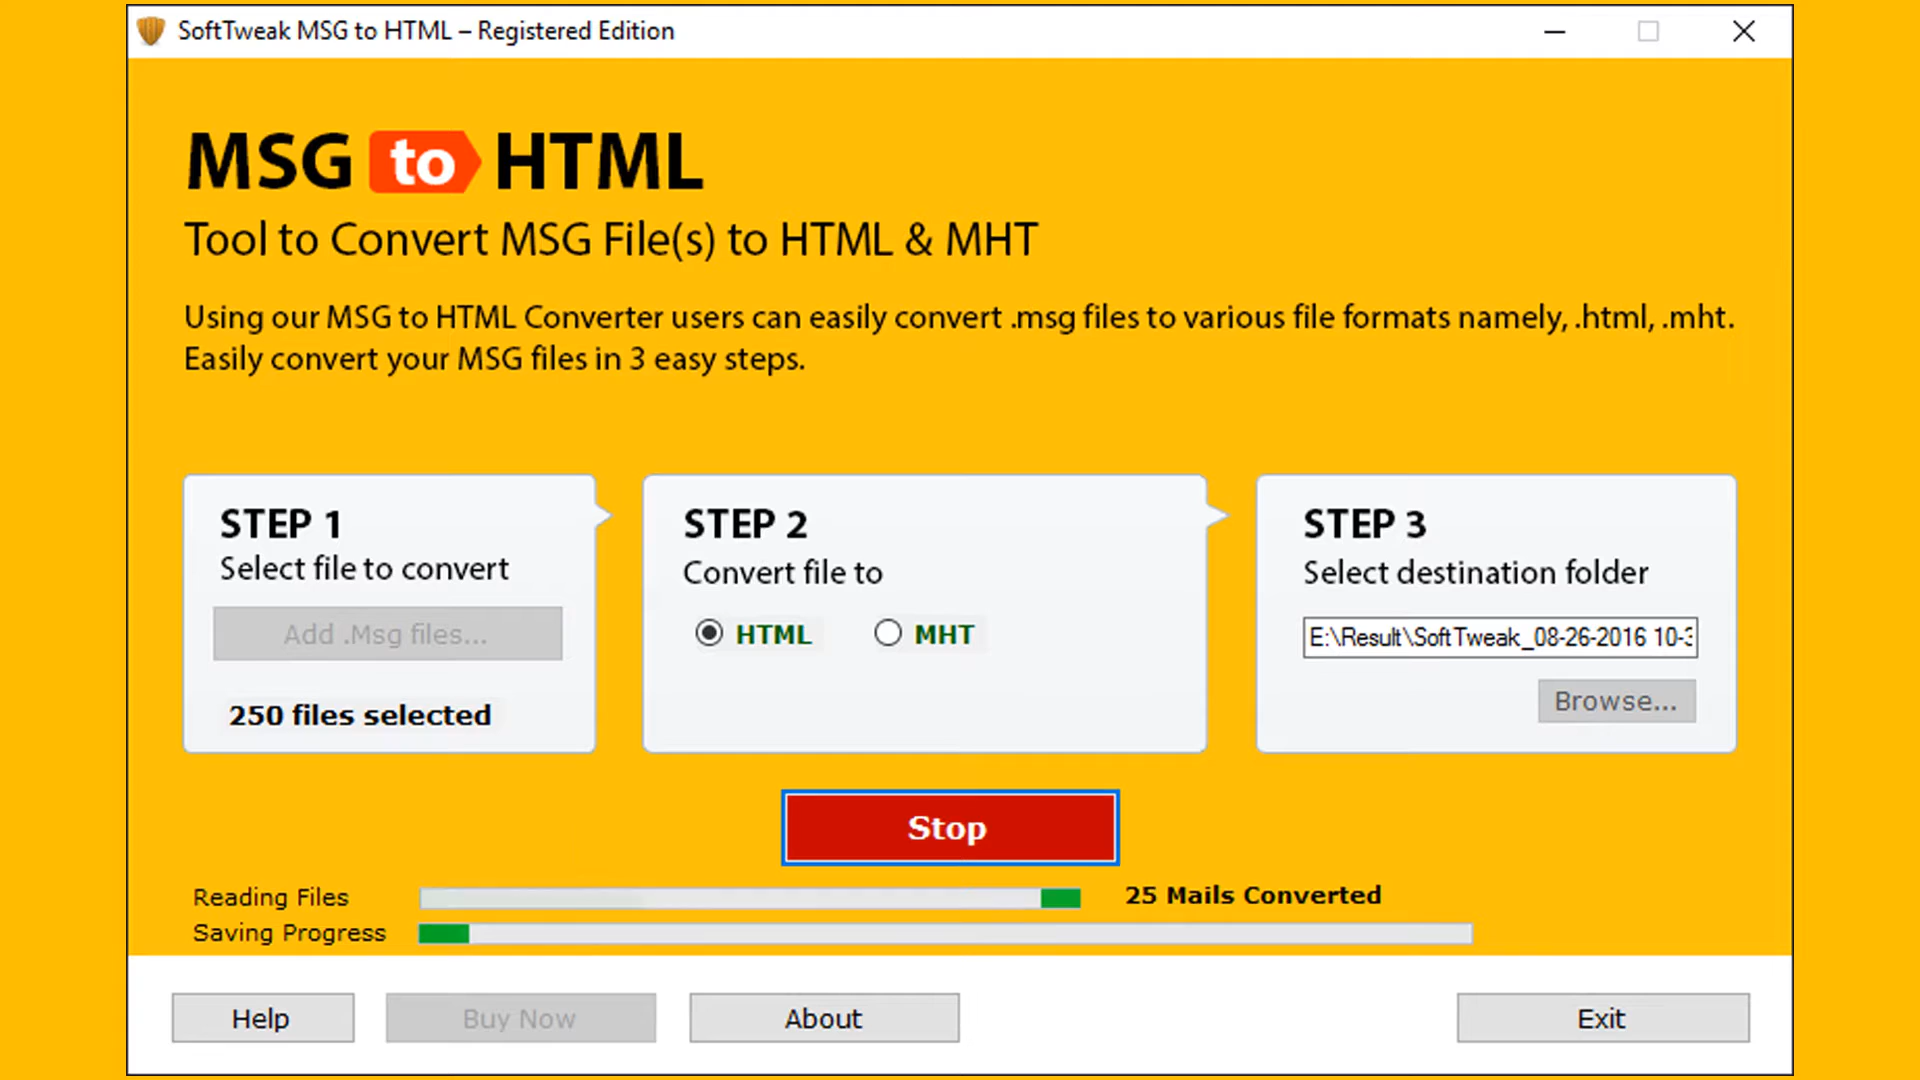 SoftTweak MSG to HTML – Registered Edition
MSG to HTML
Tool to Convert MSG File(s) to HTML & MHT
Using our MSG to HTML Converter users can easily convert .msg files to various file formats namely, .html, .mht.
Easily convert your MSG files in 3 easy steps.
STEP 1
Select file to convert
Add .Msg files...
250 files selected
STEP 2
Convert file to
HTML MHT
STEP 3
Select destination folder
E:\Result\SoftTweak_08-26-2016 10-3
Browse...
Stop
Reading Files
25 Mails Converted
Saving Progress
Help
Buy Now
About
Exit